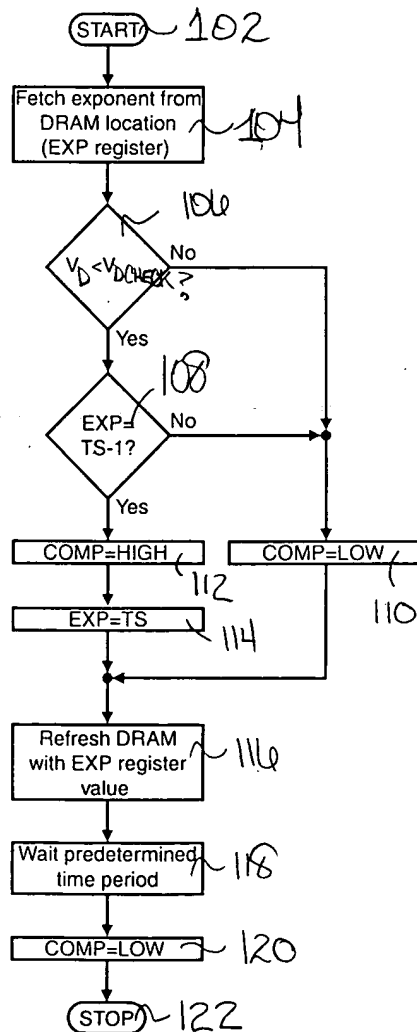 START 102
Fetch exponent from
DRAM location
(EXP register) 104
106
V_D < V_DCHECK? No
Yes
108
EXP=
TS-1? No
Yes
COMP=HIGH COMP=LOW
112 110
EXP=TS
114
Refresh DRAM
with EXP register
value 116
Wait predetermined
time period 118
COMP=LOW 120
STOP 122